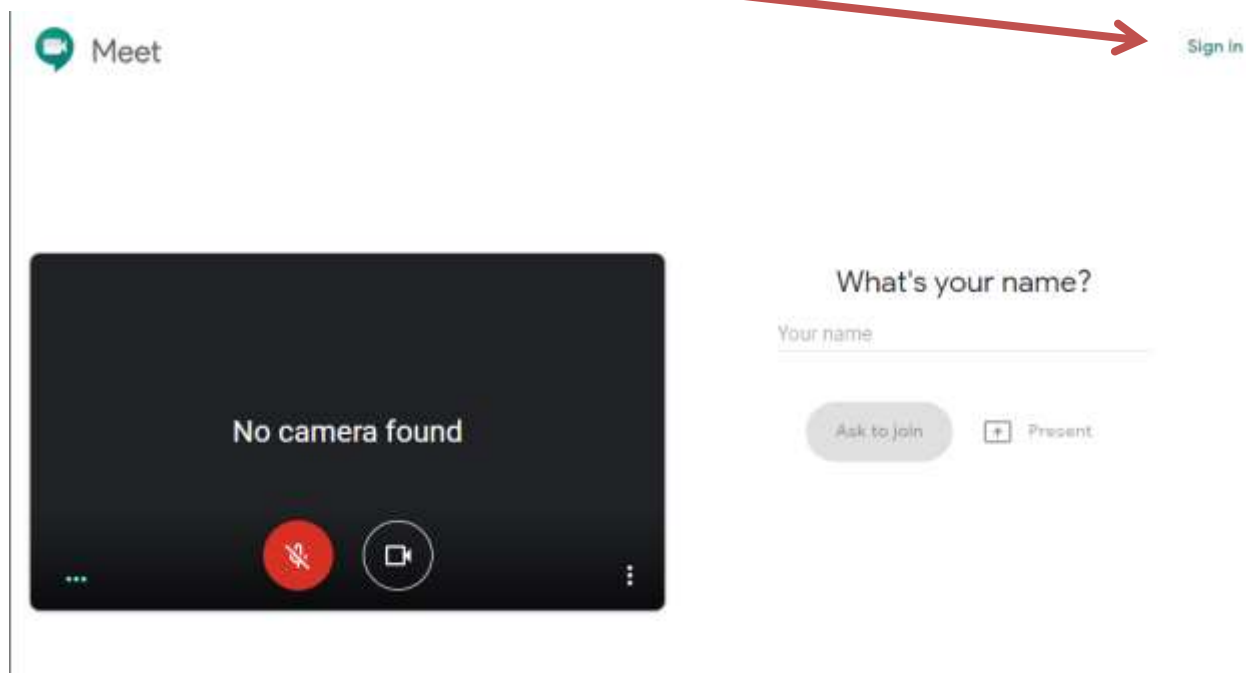 Meet
Sign in
What's your name?
Your name
No camera found
Ask to join
Present